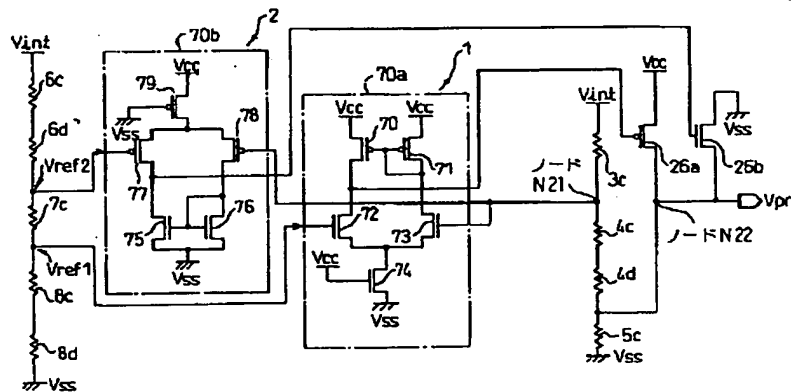 70b
2
70a
1
Vint
6c
6d
Vref2
7c
Vref1
8c
8d
Vss
Vcc
79
Vss
78
77
75
76
Vss
Vcc
Vcc
70
71
72
73
Vcc
74
Vss
Vint
3c
ノード
N21
4c
4d
5c
Vss
Vcc
26a
Vss
26b
Vpr
ノードN22